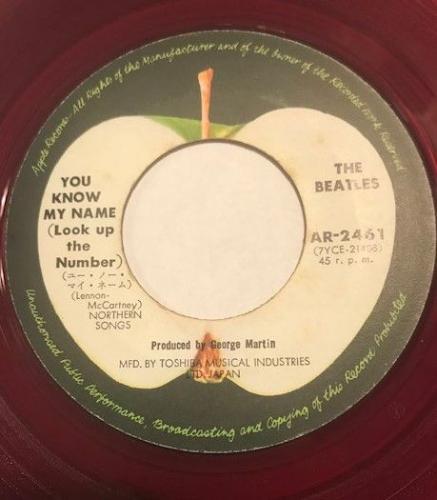 Apple Records · All Rights of the Manufacturer and of the Owner of the Recorded Work Reserved
YOU
KNOW
MY NAME
(Look up
the
Number)
(ユー・ノー・
マイ・ネーム)
(Lennon-
McCartney)
NORTHERN
SONGS
THE
BEATLES
AR-2461
45 r. p. m.
Produced by George Martin
MFD. BY TOSHIBA MUSICAL INDUSTRIES
LTD. JAPAN
Unauthorised Public Performance, Broadcasting and Copying of this Record Prohibited